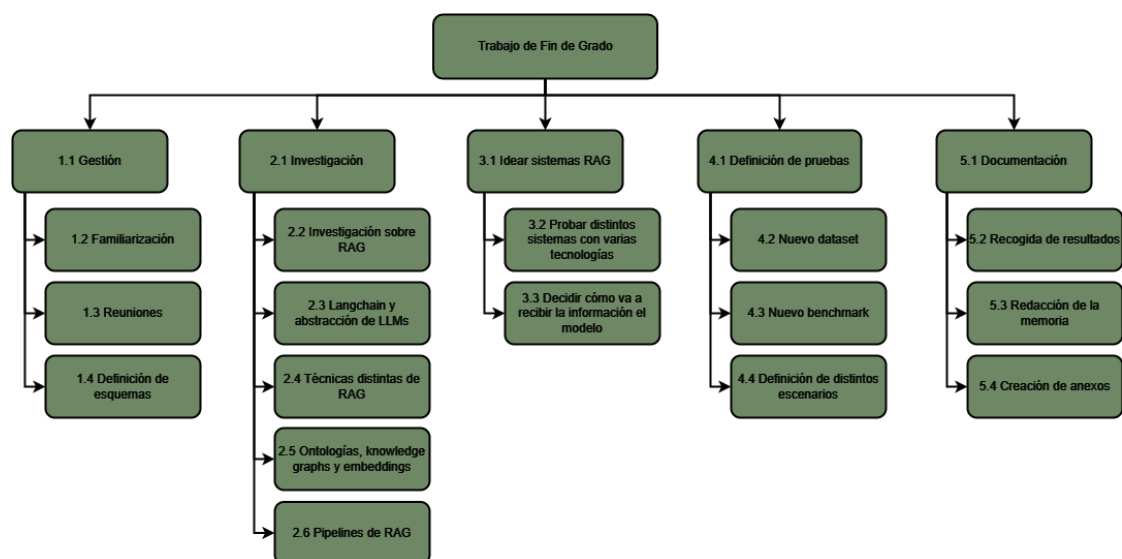 Trabajo de Fin de Grado
1.1 Gestión
2.1 Investigación
3.1 Idear sistemas RAG
4.1 Definición de pruebas
5.1 Documentación
1.2 Familiarización
1.3 Reuniones
1.4 Definición de
esquemas
2.2 Investigación sobre
RAG
2.3 Langchain y
abstracción de LLMs
2.4 Técnicas distintas de
RAG
2.5 Ontologías, knowledge
graphs y embeddings
2.6 Pipelines de RAG
3.2 Probar distintos
sistemas con varias
tecnologías
3.3 Decidir cómo va a
recibir la información el
modelo
4.2 Nuevo dataset
4.3 Nuevo benchmark
4.4 Definición de distintos
escenarios
5.2 Recogida de resultados
5.3 Redacción de la
memoria
5.4 Creación de anexos